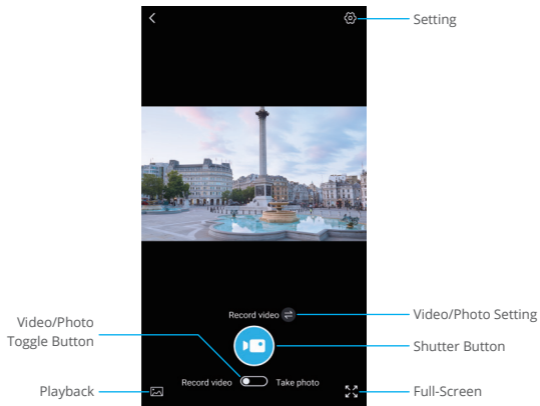 Setting
Record video
Video/Photo Setting
Video/Photo
Toggle Button
Shutter Button
Record video
Take photo
Playback
Full-Screen